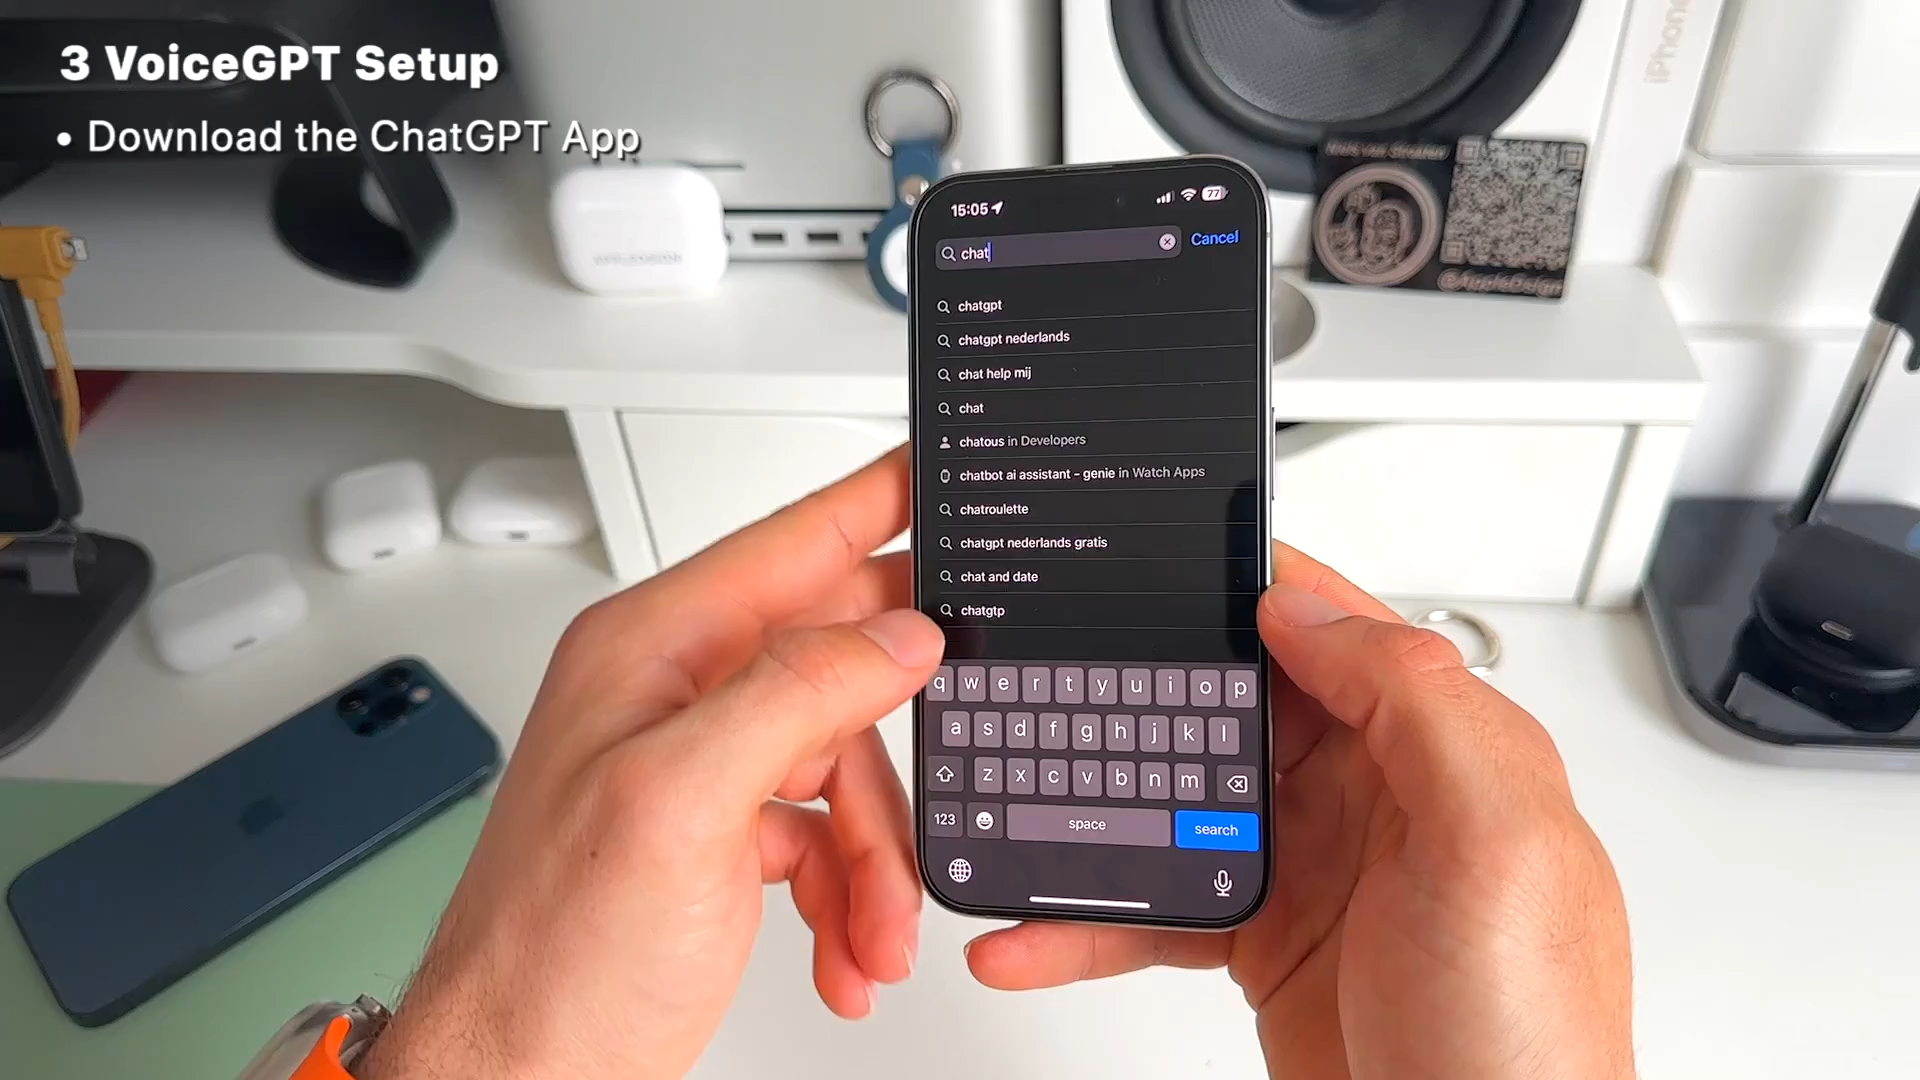 3 VoiceGPT Setup
• Download the ChatGPT App
iPhone
15:05
77
chat
Cancel
chatgpt
chatgpt nederlands
chat help mij
chat
chatous in Developers
chatbot ai assistant - genie in Watch Apps
chatroulette
chatgpt nederlands gratis
chat and date
chatgtp
q w e r t y u i o p
a s d f g h j k l
z x c v b n m
123 space search